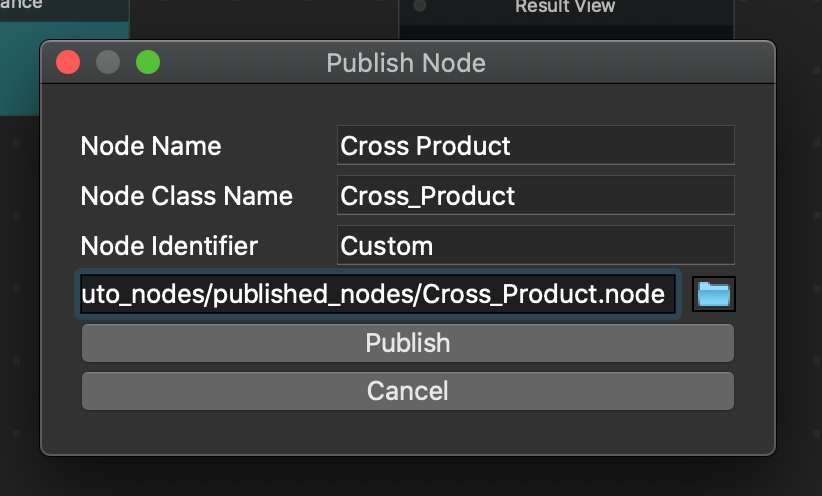 Result View
Publish Node
Node Name
Cross Product
Node Class Name
Cross_Product
Node Identifier
Custom
uto_nodes/published_nodes/Cross_Product.node
Publish
Cancel